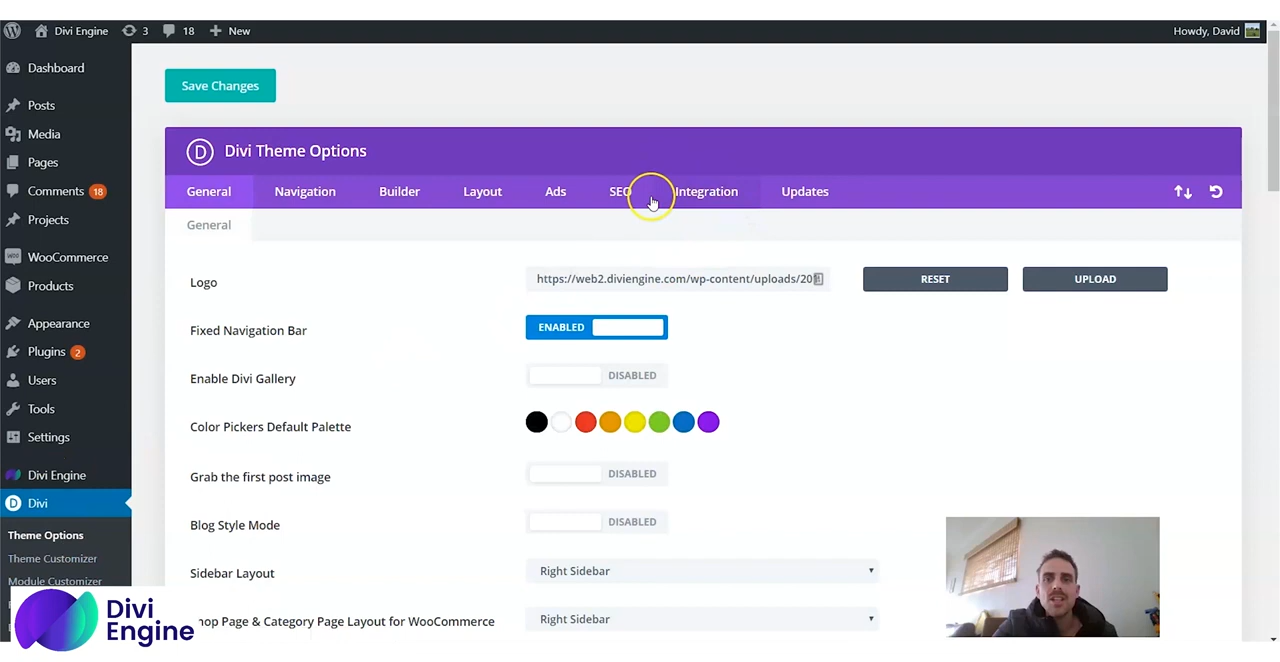 Divi Engine 3 18 New Howdy, David
Dashboard
Posts
Media
Pages
Comments 18
Projects
WooCommerce
Products
Appearance
Plugins 2
Users
Tools
Settings
Divi Engine
Divi
Theme Options
Theme Customizer
Module Customizer
Divi
Engine
Save Changes
D Divi Theme Options
General Navigation Builder Layout Ads SEO Integration Updates
General
Logo https://web2.diviengine.com/wp-content/uploads/201 RESET UPLOAD
Fixed Navigation Bar ENABLED
Enable Divi Gallery DISABLED
Color Pickers Default Palette
Grab the first post image DISABLED
Blog Style Mode DISABLED
Sidebar Layout Right Sidebar
hop Page & Category Page Layout for WooCommerce Right Sidebar